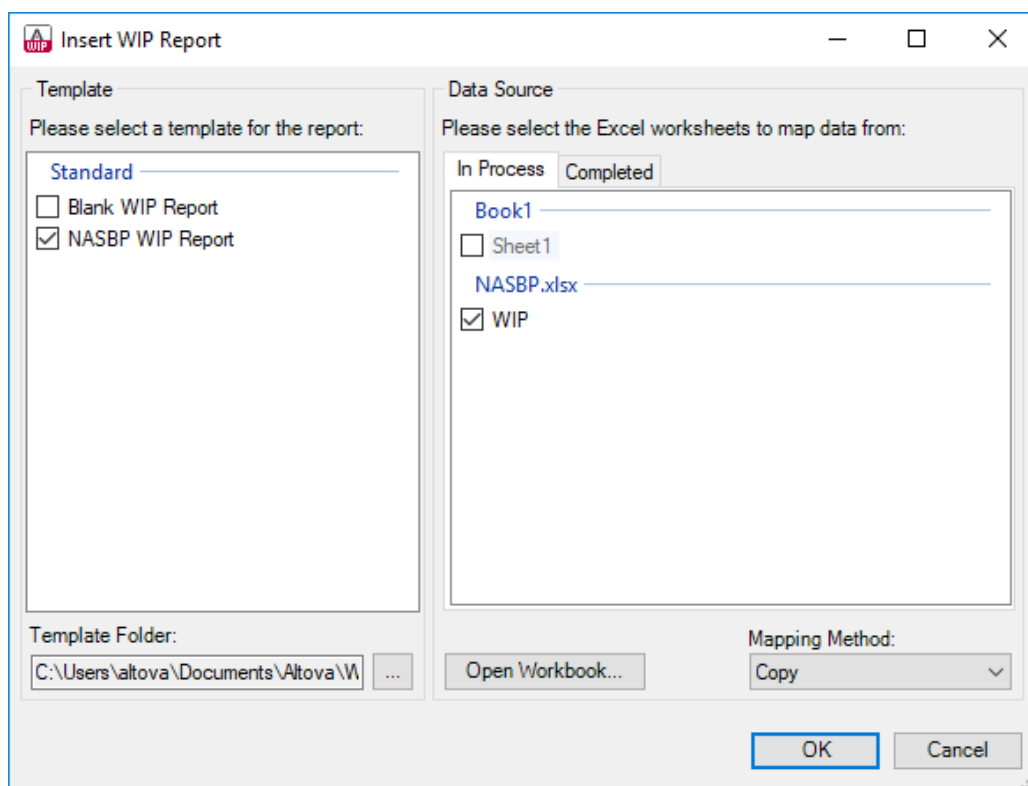 Insert WIP Report
Template
Please select a template for the report:
Standard
Blank WIP Report
NASBP WIP Report
Template Folder:
C:\Users\altova\Documents\Altova\W
...
Data Source
Please select the Excel worksheets to map data from:
In Process Completed
Book1
Sheet1
NASBP.xlsx
WIP
Mapping Method:
Open Workbook... Copy
OK Cancel